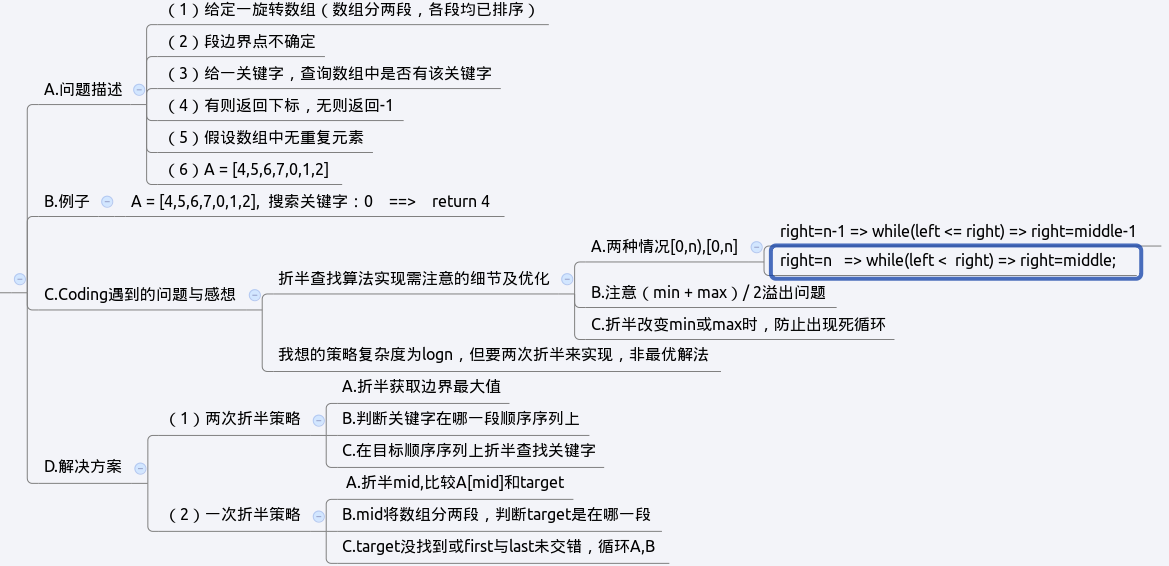 A.问题描述
（1）给定一旋转数组（数组分两段，各段均已排序）
（2）段边界点不确定
（3）给一关键字，查询数组中是否有该关键字
（4）有则返回下标，无则返回-1
（5）假设数组中无重复元素
（6）A = [4,5,6,7,0,1,2]
B.例子
A = [4,5,6,7,0,1,2], 搜索关键字：0 ==> return 4
C.Coding遇到的问题与感想
折半查找算法实现需注意的细节及优化
A.两种情况[0,n),[0,n]
right=n-1 => while(left <= right) => right=middle-1
right=n => while(left < right) => right=middle;
B.注意（min + max）/ 2溢出问题
C.折半改变min或max时，防止出现死循环
我想的策略复杂度为logn，但要两次折半来实现，非最优解法
D.解决方案
（1）两次折半策略
A.折半获取边界最大值
B.判断关键字在哪一段顺序序列上
C.在目标顺序序列上折半查找关键字
（2）一次折半策略
A.折半mid,比较A[mid]和target
B.mid将数组分两段，判断target是在哪一段
C.target没找到或first与last未交错，循环A,B